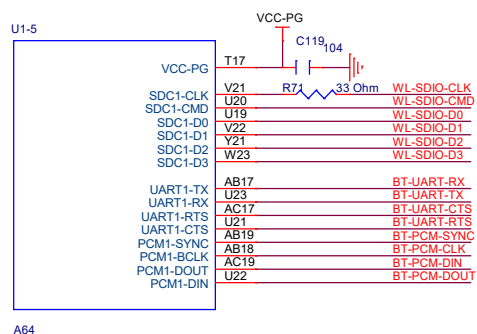 VCC-PG
U1-5
C119 104
VCC-PG T17
SDC1-CLK V21 R71 33 Ohm WL-SDIO-CLK
SDC1-CMD U20 WL-SDIO-CMD
SDC1-D0 U19 WL-SDIO-D0
SDC1-D1 V22 WL-SDIO-D1
SDC1-D2 Y21 WL-SDIO-D2
SDC1-D3 W23 WL-SDIO-D3
UART1-TX AB17 BT-UART-RX
UART1-RX U23 BT-UART-TX
UART1-RTS AC17 BT-UART-CTS
UART1-CTS U21 BT-UART-RTS
PCM1-SYNC AB19 BT-PCM-SYNC
PCM1-BCLK AB18 BT-PCM-CLK
PCM1-DOUT AC19 BT-PCM-DIN
PCM1-DIN U22 BT-PCM-DOUT
A64